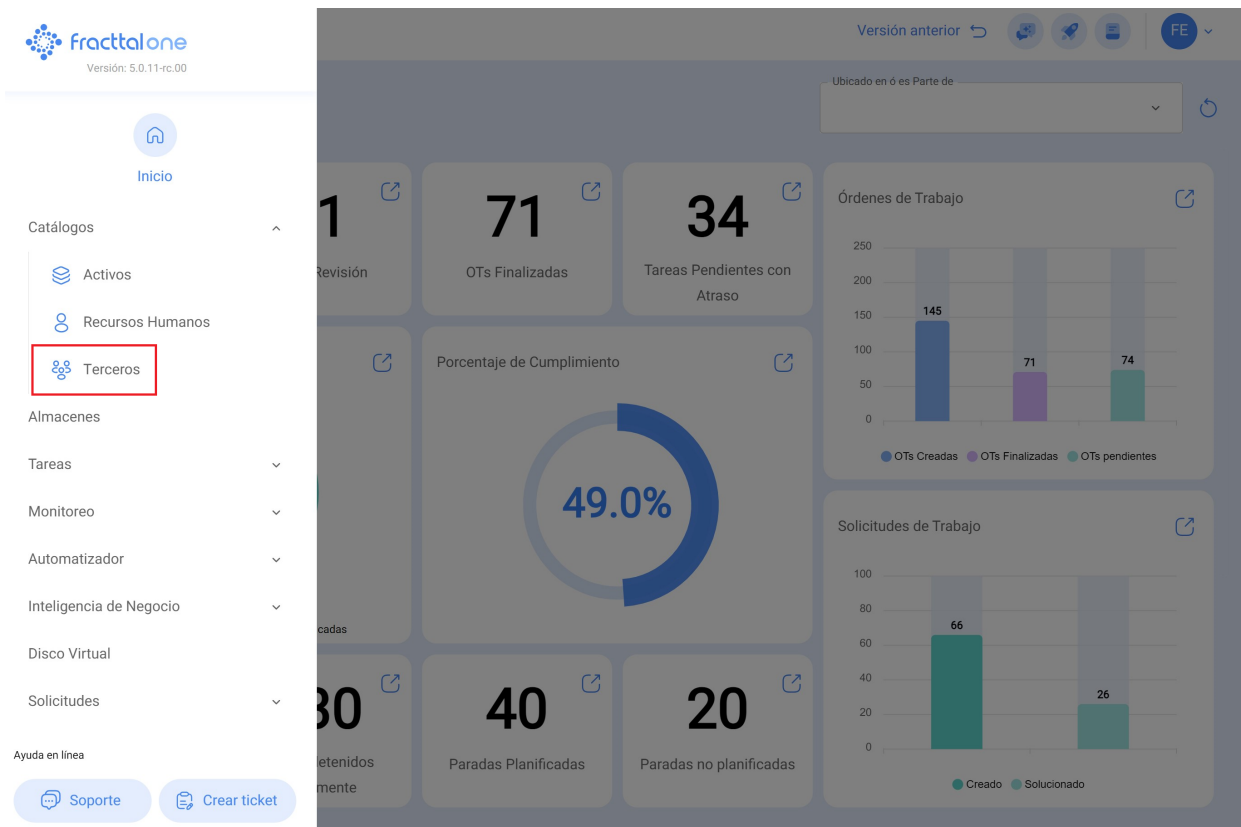 fracttal one
Versión: 5.0.11-rc.00
Inicio
Catálogos
Activos
Recursos Humanos
Terceros
Almacenes
Tareas
Monitoreo
Automatizador
Inteligencia de Negocio
Disco Virtual
Solicitudes
Ayuda en línea
Soporte
Crear ticket
Versión anterior
FE
Ubicado en ó es Parte de
1
Revisión
71
OTs Finalizadas
34
Tareas Pendientes con
Atraso
Órdenes de Trabajo
250
200
150
100
50
0
145
71
74
OTs Creadas
OTs Finalizadas
OTs pendientes
cadas
Porcentaje de Cumplimiento
49.0%
Solicitudes de Trabajo
100
80
60
40
20
0
66
26
Creado
Solucionado
30
etenidos
mente
40
Paradas Planificadas
20
Paradas no planificadas